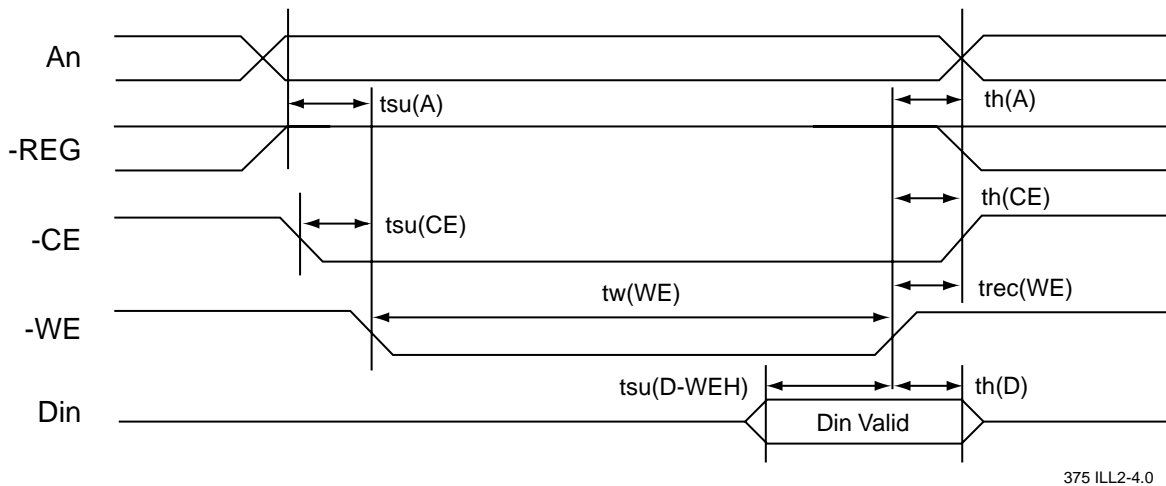 An
tsu(A)
th(A)
-REG
th(CE)
tsu(CE)
-CE
tw(WE)
trec(WE)
-WE
tsu(D-WEH)
th(D)
Din
Din Valid
375 ILL2-4.0